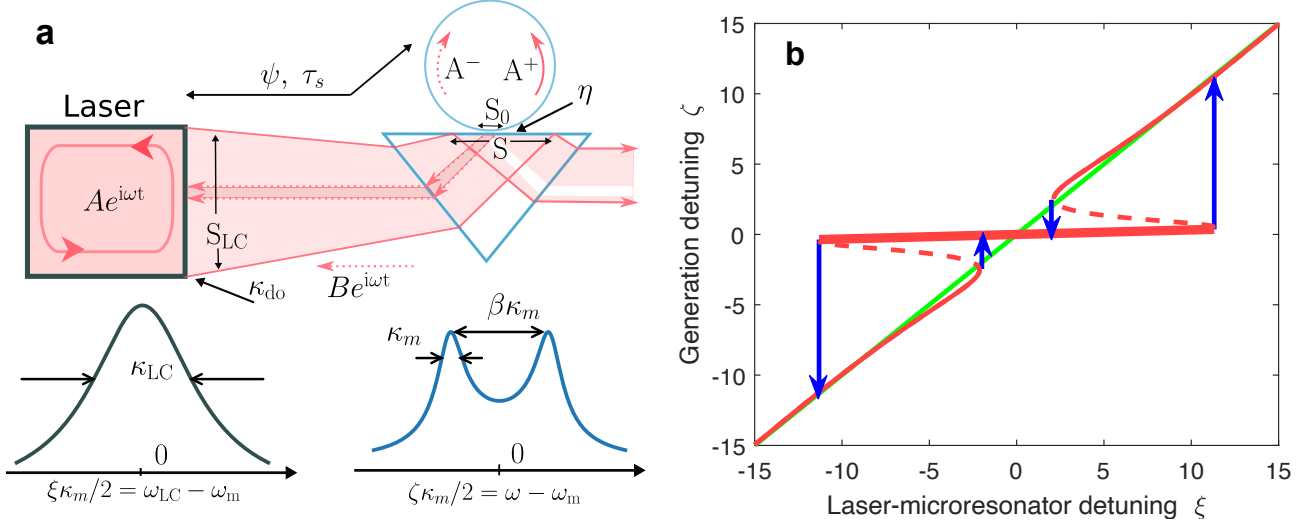 a
Laser
ψ, τₛ
A⁻ A⁺
S₀
η
S
Ae^{iωt}
S_LC
κ_do
Be^{iωt}
κ_LC
0
ξκ_m/2 = ω_LC − ω_m
κ_m
βκ_m
0
ζκ_m/2 = ω − ω_m
b
Generation detuning ζ
15
10
5
0
-5
-10
-15
-15 -10 -5 0 5 10 15
Laser-microresonator detuning ξ